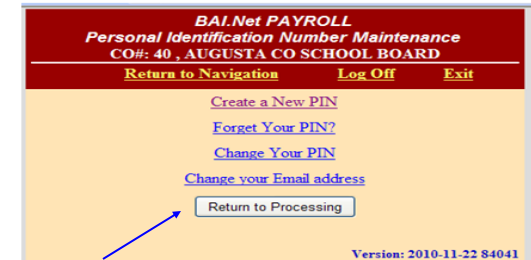 BAI.Net PAYROLL
Personal Identification Number Maintenance
CO#: 40 , AUGUSTA CO SCHOOL BOARD
Return to Navigation Log Off Exit
Create a New PIN
Forget Your PIN?
Change Your PIN
Change your Email address
Return to Processing
Version: 2010-11-22 84041